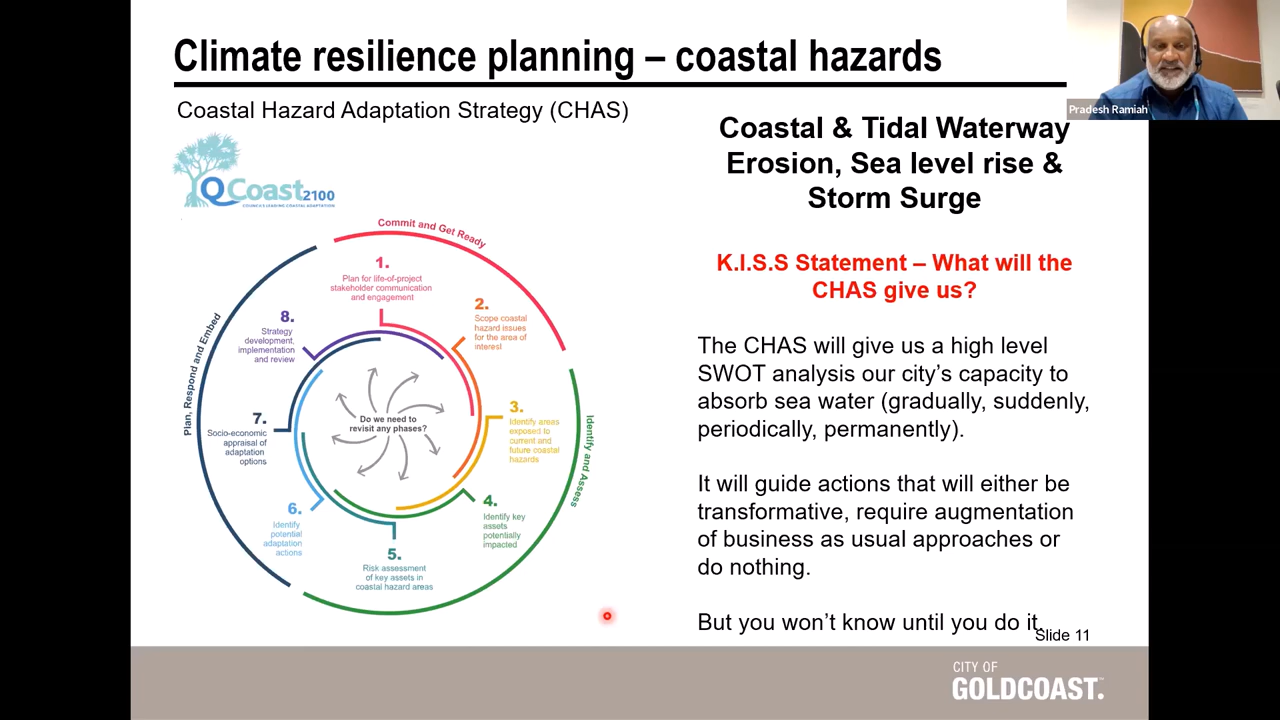 Climate resilience planning – coastal hazards
Pradesh Ramiah
Coastal Hazard Adaptation Strategy (CHAS)
QCoast2100
COUNCIL'S LEADING COASTAL ADAPTATION
Commit and Get Ready
1.
Plan for life-of-project
stakeholder communication
and engagement
2.
Scope coastal
hazard issues
for the area of
interest
Identify and Assess
3.
Identify areas
exposed to
current and
future coastal
hazards
4.
Identify key
assets
potentially
impacted
5.
Risk assessment
of key assets in
coastal hazard areas
Plan, Respond and Embed
6.
Identify
potential
adaptation
actions
7.
Socio-economic
appraisal of
adaptation
options
8.
Strategy
development,
implementation
and review
Do we need to
revisit any phases?
Coastal & Tidal Waterway
Erosion, Sea level rise &
Storm Surge
K.I.S.S Statement – What will the
CHAS give us?
The CHAS will give us a high level
SWOT analysis our city's capacity to
absorb sea water (gradually, suddenly,
periodically, permanently).
It will guide actions that will either be
transformative, require augmentation
of business as usual approaches or
do nothing.
But you won't know until you do it.
Slide 11
CITY OF
GOLDCOAST.